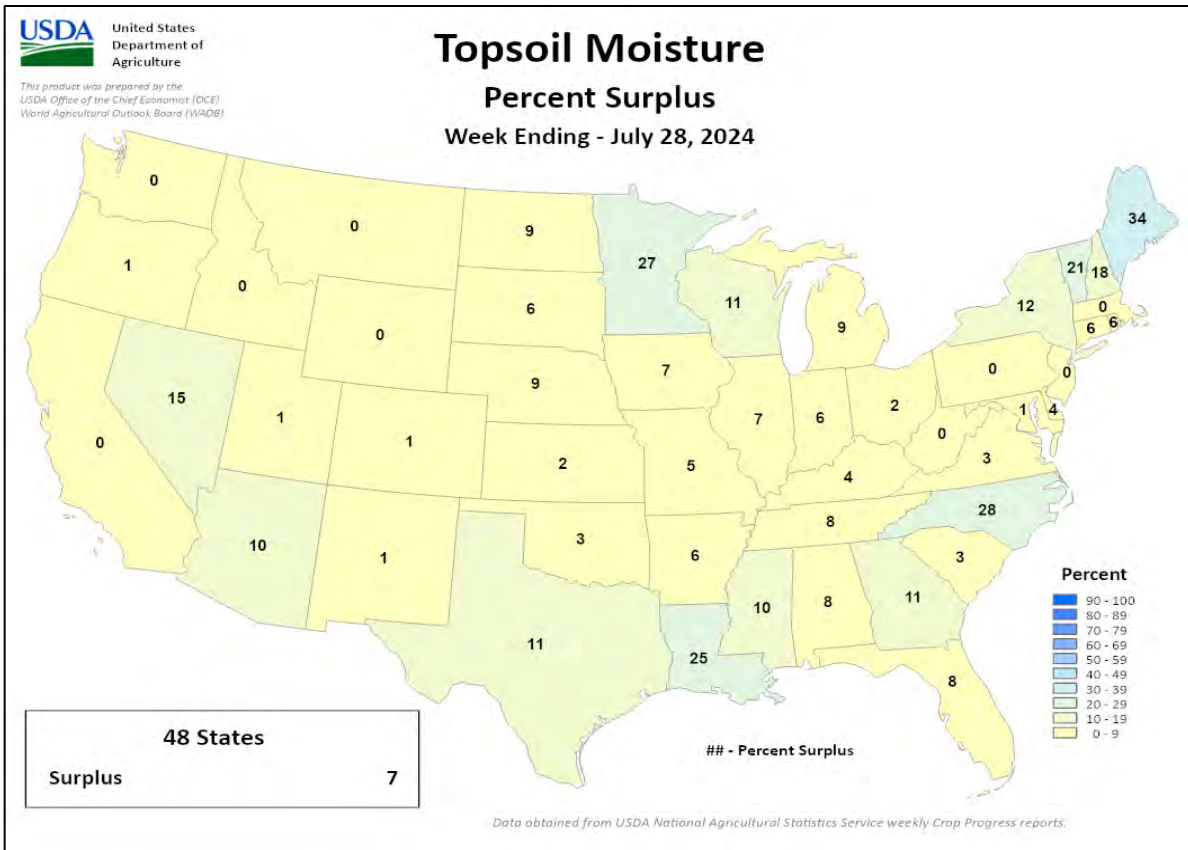 USDA
United States
Department of
Agriculture
This product was prepared by the
USDA Office of the Chief Economist (OCE)
World Agricultural Outlook Board (WAOB)
Topsoil Moisture
Percent Surplus
Week Ending - July 28, 2024
0
1
0
0
0
0
15
1
1
10
1
9
6
9
2
3
11
27
7
5
6
25
11
7
9
6
2
4
8
10
8
11
8
3
28
3
0
1
4
0
0
12
21
18
34
0
6
6
Percent
90 - 100
80 - 89
70 - 79
60 - 69
50 - 59
40 - 49
30 - 39
20 - 29
10 - 19
0 - 9
48 States
Surplus 7
## - Percent Surplus
Data obtained from USDA National Agricultural Statistics Service weekly Crop Progress reports.